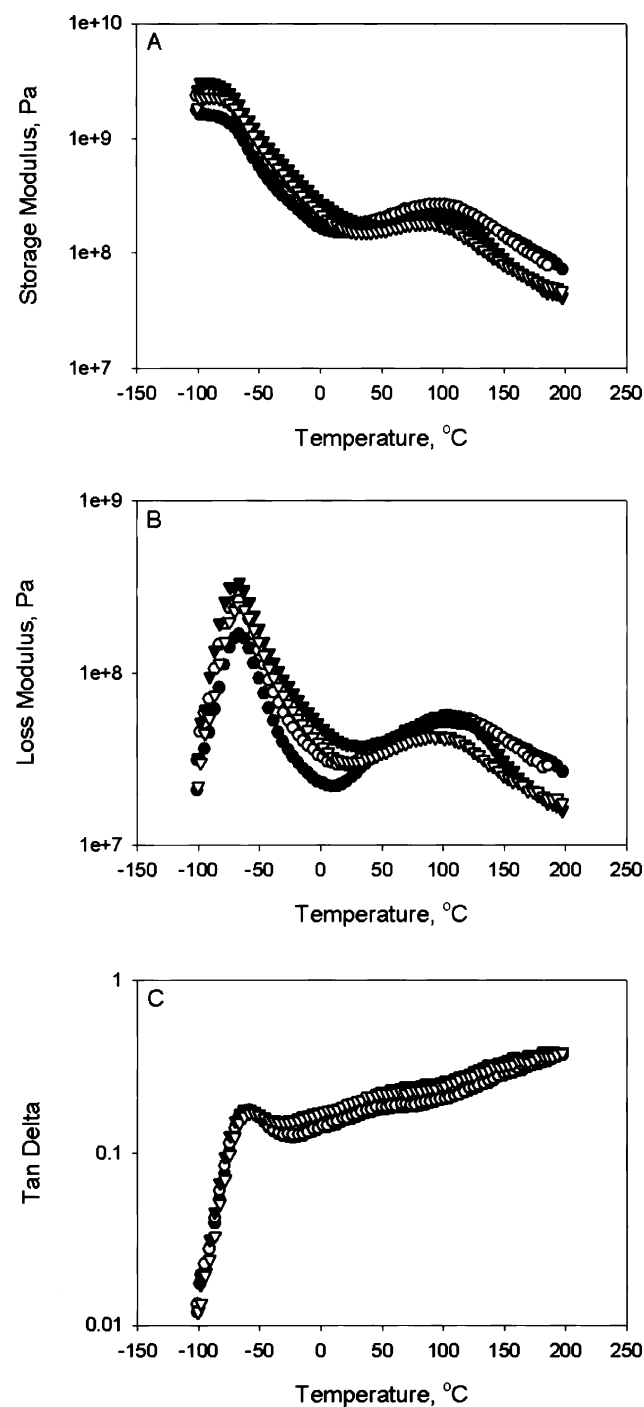 A
1e+10
1e+9
1e+8
1e+7
Storage Modulus, Pa
-150 -100 -50 0 50 100 150 200 250
Temperature, °C
B
1e+9
1e+8
1e+7
Loss Modulus, Pa
-150 -100 -50 0 50 100 150 200 250
Temperature, °C
C
1
0.1
0.01
Tan Delta
-150 -100 -50 0 50 100 150 200 250
Temperature, °C